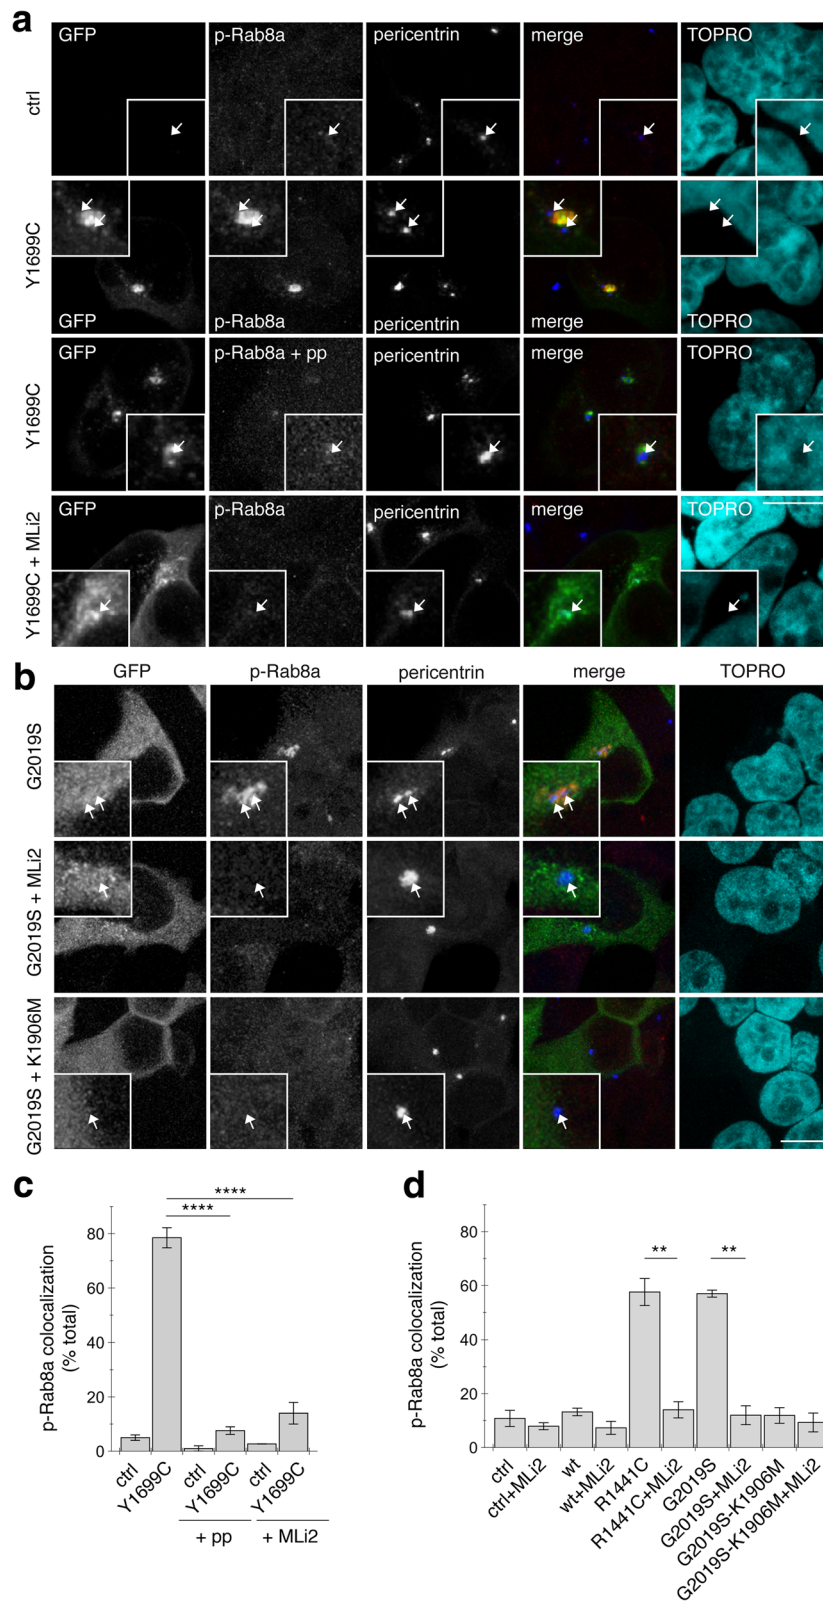 a
GFP p-Rab8a pericentrin merge TOPRO
ctrl
Y1699C
GFP p-Rab8a pericentrin merge TOPRO
GFP p-Rab8a + pp pericentrin merge TOPRO
Y1699C
GFP p-Rab8a pericentrin merge TOPRO
Y1699C + MLi2
b
GFP p-Rab8a pericentrin merge TOPRO
G2019S
G2019S + MLi2
G2019S + K1906M
c
p-Rab8a colocalization
(% total)
80
60
40
20
0
****
****
ctrl
Y1699C
ctrl
Y1699C
ctrl
Y1699C
+ pp
+ MLi2
d
p-Rab8a colocalization
(% total)
80
60
40
20
0
**
**
ctrl
ctrl+MLi2
wt
wt+MLi2
R1441C
R1441C+MLi2
G2019S
G2019S+MLi2
G2019S-K1906M
G2019S-K1906M+MLi2